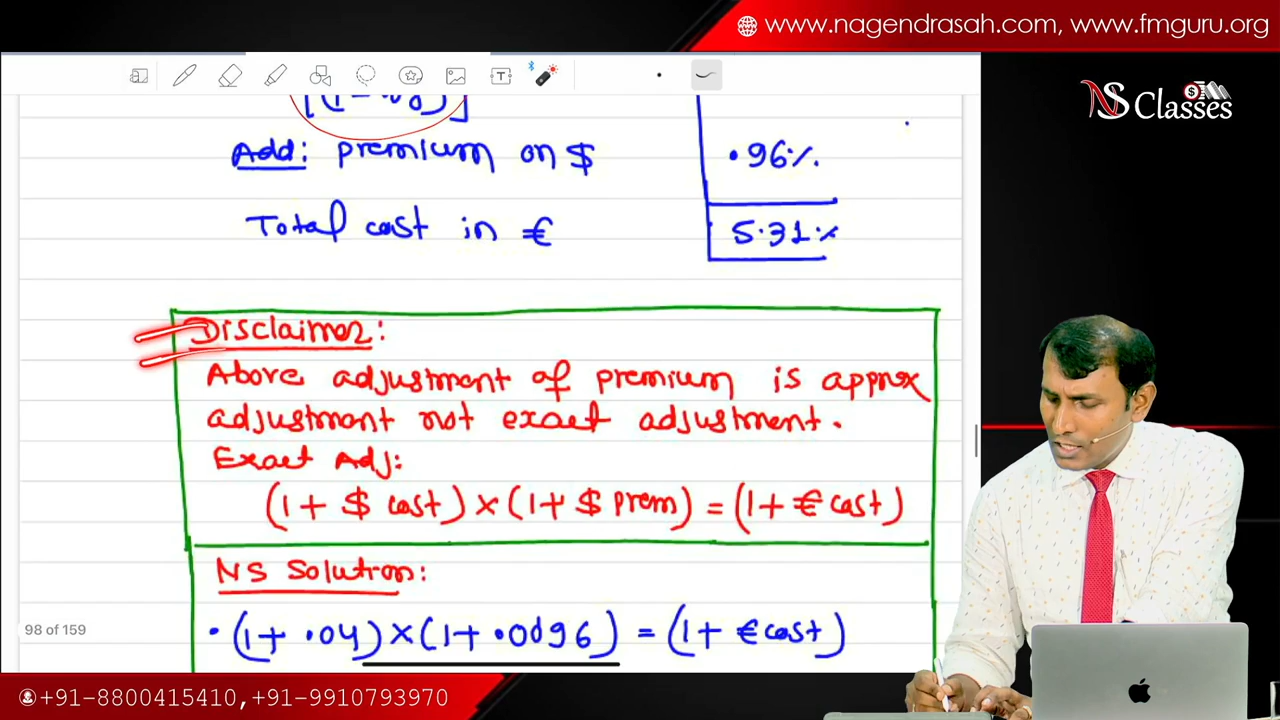 www.nagendrasah.com, www.fmguru.org
NS Classes
Add: premium on $
.96%
Total cost in €
5.31%
Disclaimer:
Above adjustment of premium is approx
adjustment not exact adjustment.
Exact Adj:
(1+ $ cost) × (1+ $ prem) = (1+ € cost)
NS Solution:
98 of 159
• (1+ .04) × (1+ .0096) = (1+ € cost)
+91-8800415410, +91-9910793970